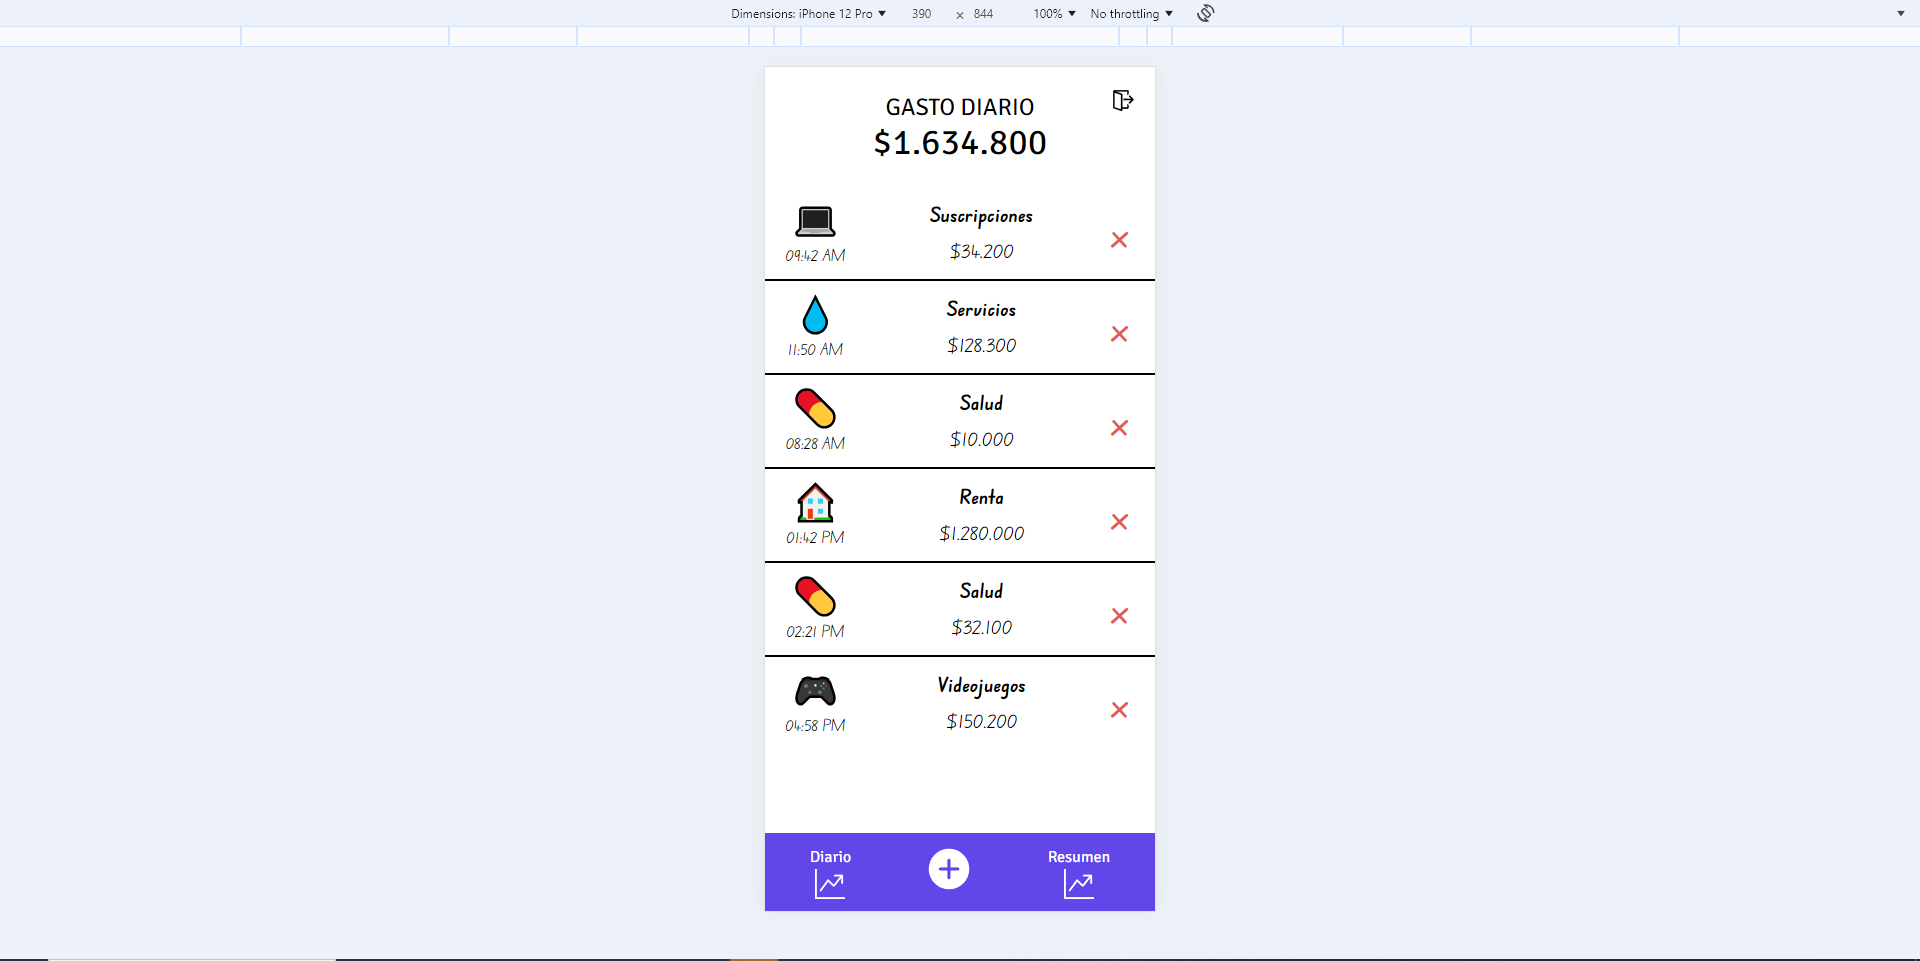 Dimensions: iPhone 12 Pro 390 × 844 100% No throttling
GASTO DIARIO
$1.634.800
Suscripciones
09:42 AM $34.200
Servicios
11:50 AM $128.300
Salud
08:28 AM $10.000
Renta
01:42 PM $1.280.000
Salud
02:21 PM $32.100
Videojuegos
04:58 PM $150.200
Diario Resumen